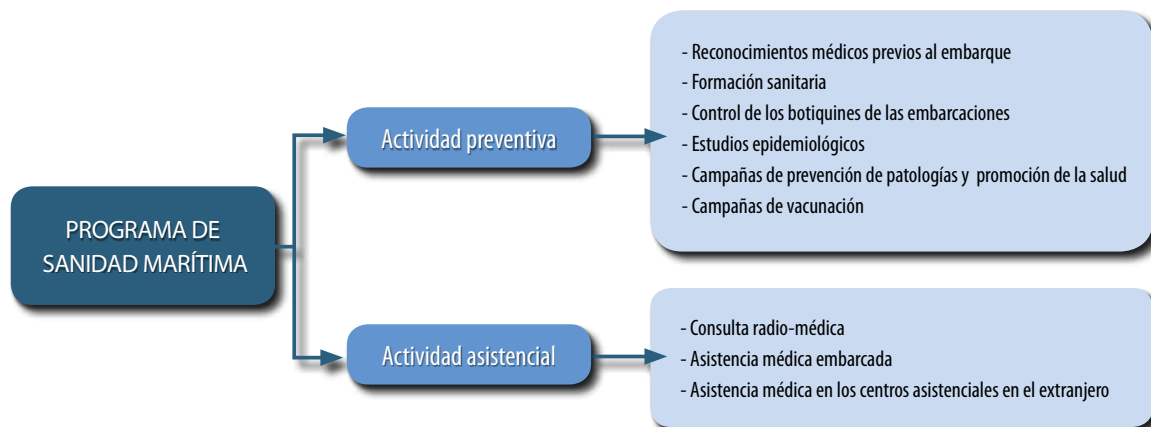 PROGRAMA DE
SANIDAD MARÍTIMA
Actividad preventiva
- Reconocimientos médicos previos al embarque
- Formación sanitaria
- Control de los botiquines de las embarcaciones
- Estudios epidemiológicos
- Campañas de prevención de patologías y promoción de la salud
- Campañas de vacunación
Actividad asistencial
- Consulta radio-médica
- Asistencia médica embarcada
- Asistencia médica en los centros asistenciales en el extranjero